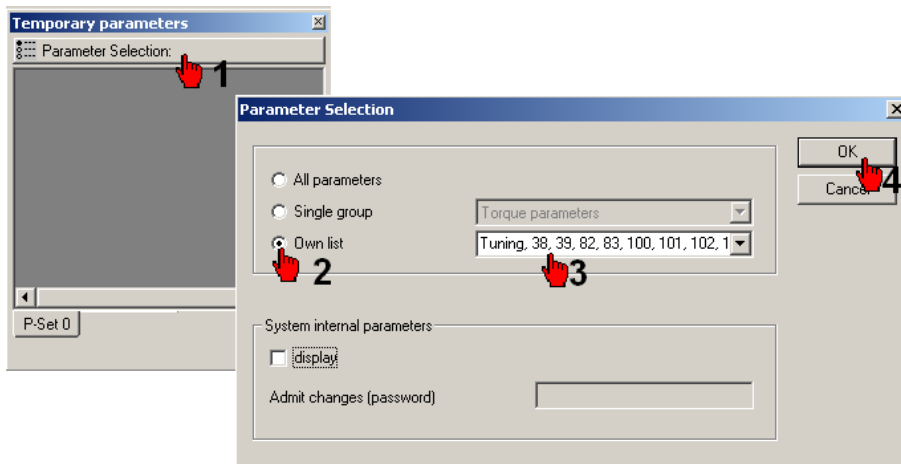 Temporary parameters
Parameter Selection:
1
Parameter Selection
OK
4
Cancel
All parameters
Single group
Torque parameters
Own list
Tuning, 38, 39, 82, 83, 100, 101, 102, 1
2
3
P-Set 0
System internal parameters
display
Admit changes (password)